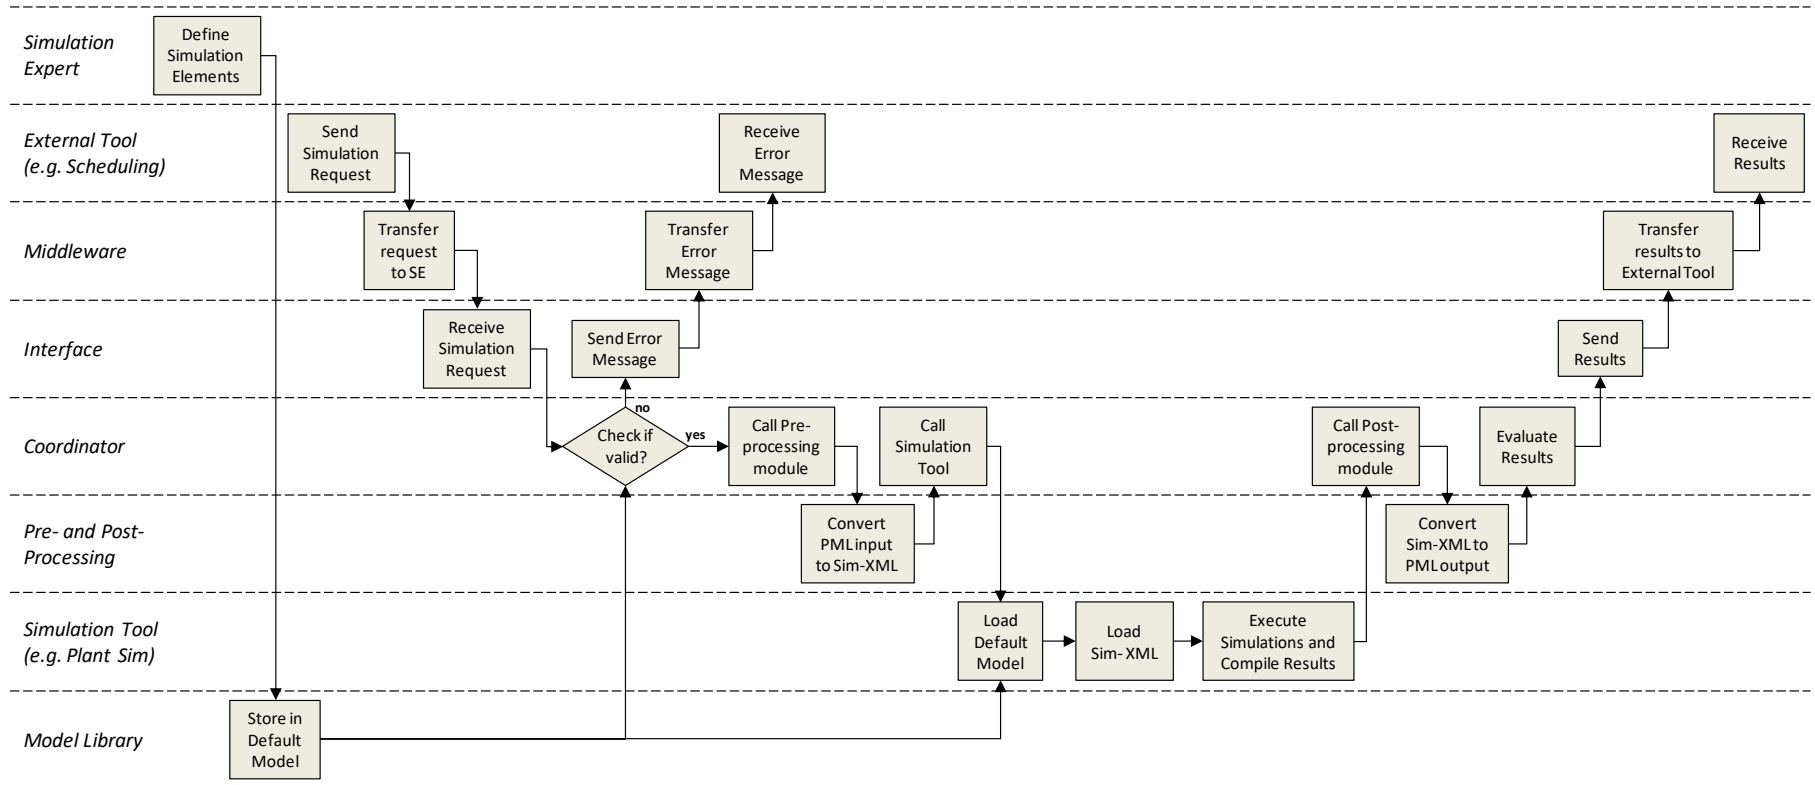 Simulation
Expert
Define
Simulation
Elements
External Tool
(e.g. Scheduling)
Send
Simulation
Request
Receive
Error
Message
Receive
Results
Middleware
Transfer
request
to SE
Transfer
Error
Message
Transfer
results to
External Tool
Interface
Receive
Simulation
Request
Send Error
Message
Send
Results
Coordinator
Check if
valid?
no
yes
Call Pre-
processing
module
Call
Simulation
Tool
Call Post-
processing
module
Evaluate
Results
Pre- and Post-
Processing
Convert
PML input
to Sim-XML
Convert
Sim-XML to
PML output
Simulation Tool
(e.g. Plant Sim)
Load
Default
Model
Load
Sim- XML
Execute
Simulations and
Compile Results
Model Library
Store in
Default
Model